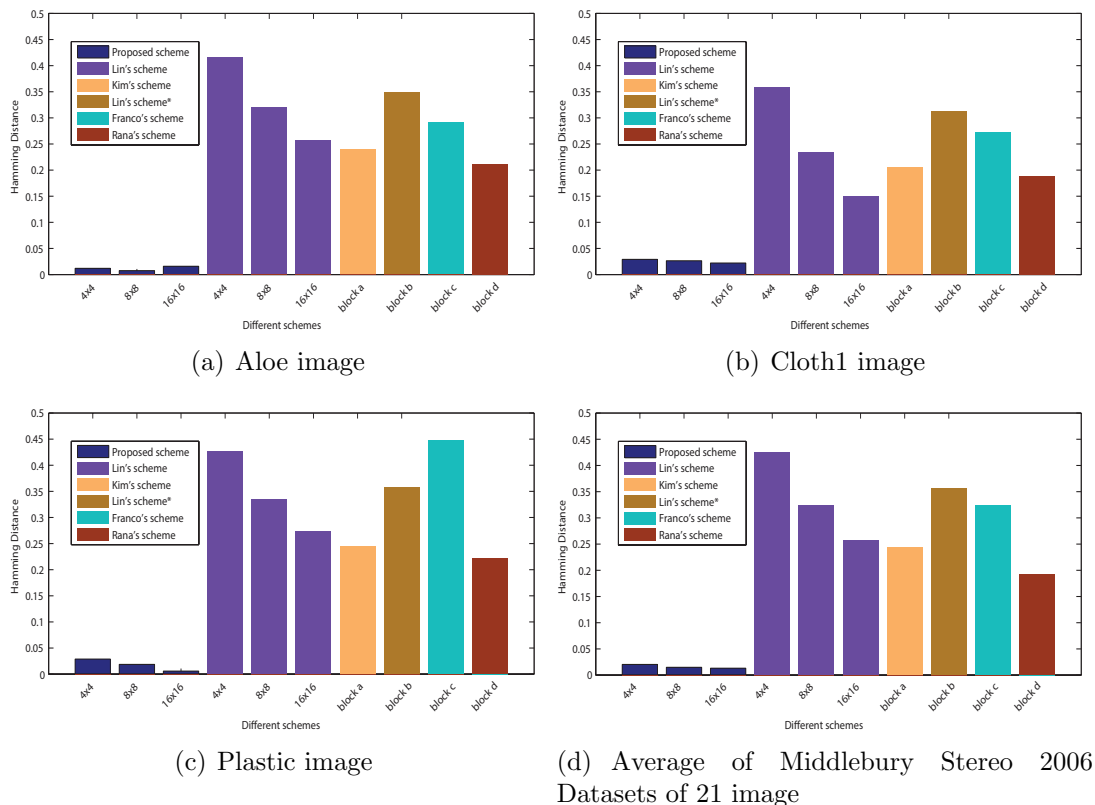 0.5
0.45
0.4
0.35
0.3
0.25
0.2
0.15
0.1
0.05
0
Hamming Distance
Proposed scheme
Lin's scheme
Kim's scheme
Lin's scheme*
Franco's scheme
Rana's scheme
4x4 8x8 16x16 4x4 8x8 16x16 block a block b block c block d
Different schemes
(a) Aloe image
0.5
0.45
0.4
0.35
0.3
0.25
0.2
0.15
0.1
0.05
0
Hamming Distance
Proposed scheme
Lin's scheme
Kim's scheme
Lin's scheme*
Franco's scheme
Rana's scheme
4x4 8x8 16x16 4x4 8x8 16x16 block a block b block c block d
Different schemes
(b) Cloth1 image
0.5
0.45
0.4
0.35
0.3
0.25
0.2
0.15
0.1
0.05
0
Hamming Distance
Proposed scheme
Lin's scheme
Kim's scheme
Lin's scheme*
Franco's scheme
Rana's scheme
4x4 8x8 16x16 4x4 8x8 16x16 block a block b block c block d
Different schemes
(c) Plastic image
0.5
0.45
0.4
0.35
0.3
0.25
0.2
0.15
0.1
0.05
0
Hamming Distance
Proposed scheme
Lin's scheme
Kim's scheme
Lin's scheme*
Franco's scheme
Rana's scheme
4x4 8x8 16x16 4x4 8x8 16x16 block a block b block c block d
Different schemes
(d) Average of Middlebury Stereo 2006
Datasets of 21 image